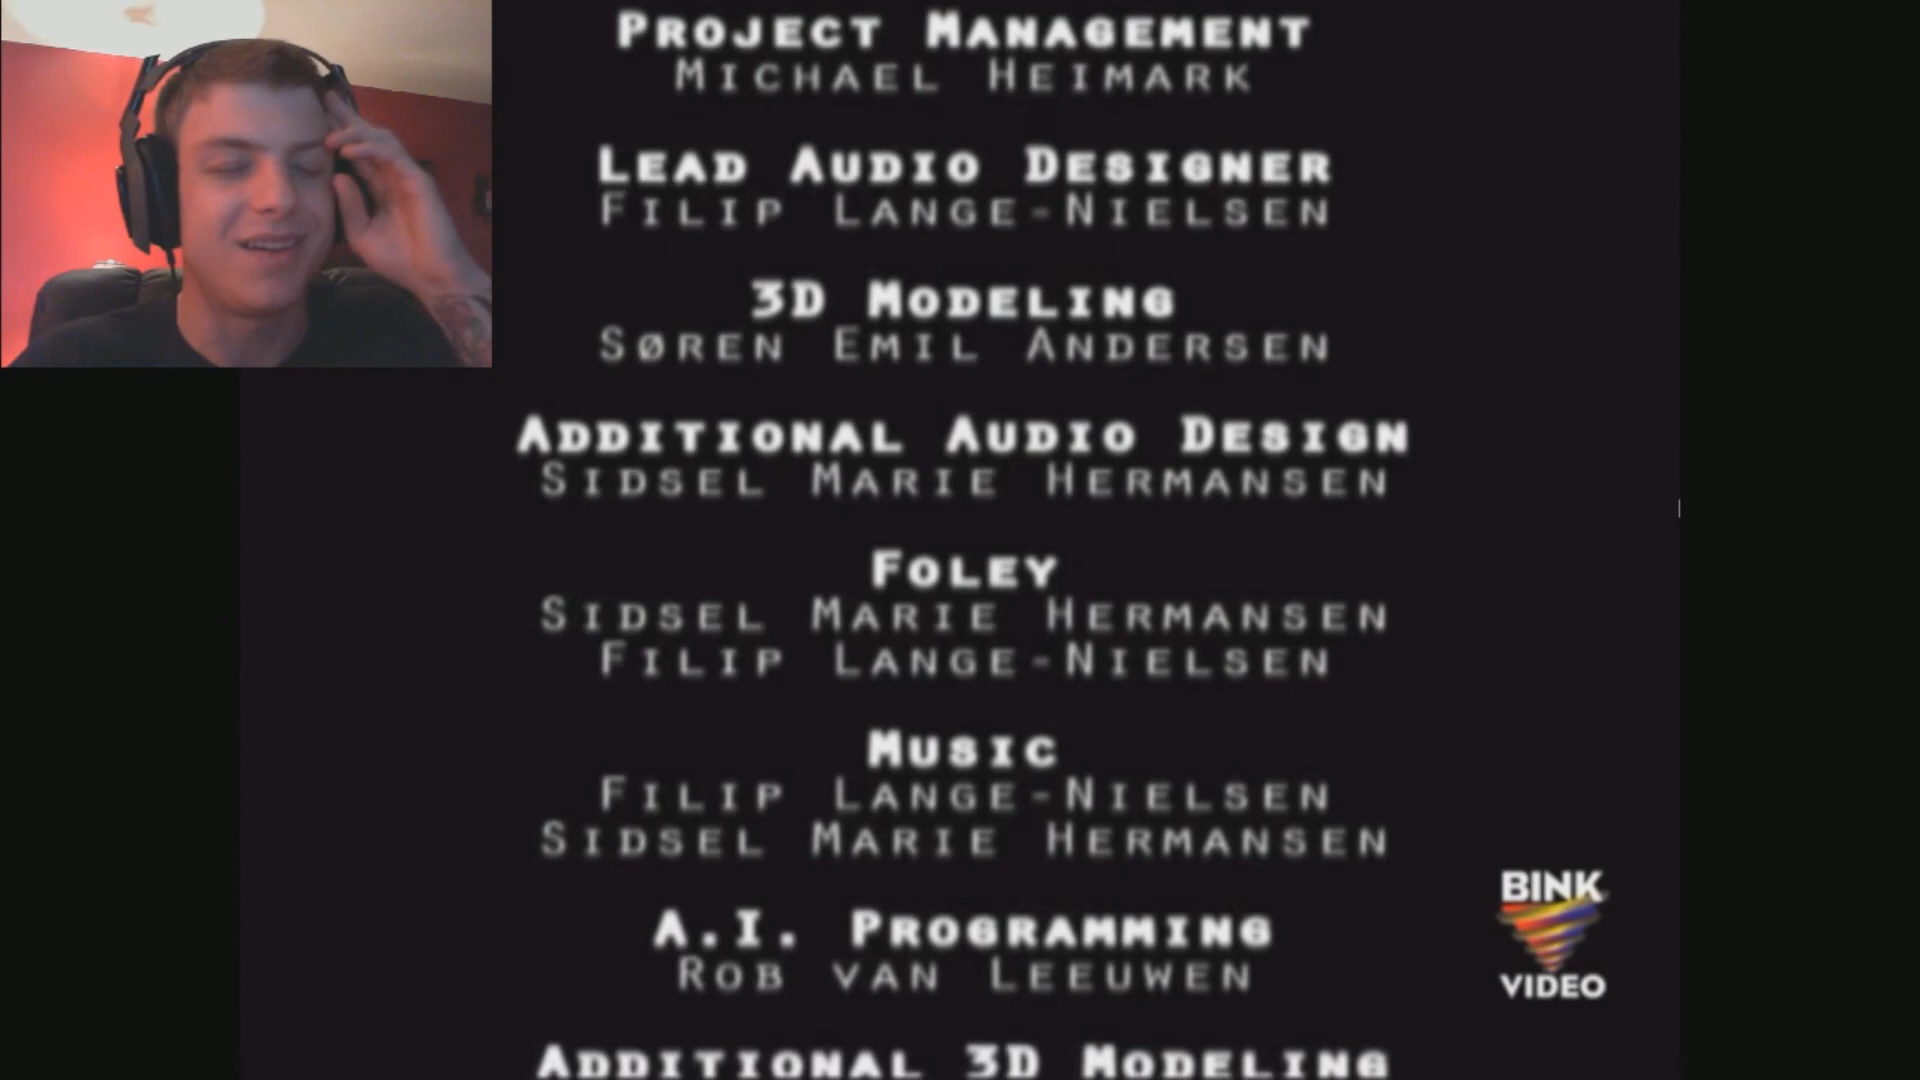 Project Management
Michael Heimark
Lead Audio Designer
Filip Lange-Nielsen
3D Modeling
Søren Emil Andersen
Additional Audio Design
Sidsel Marie Hermansen
Foley
Sidsel Marie Hermansen
Filip Lange-Nielsen
Music
Filip Lange-Nielsen
Sidsel Marie Hermansen
A.I. Programming
Rob van Leeuwen
Additional 3D Modeling
BINK
VIDEO